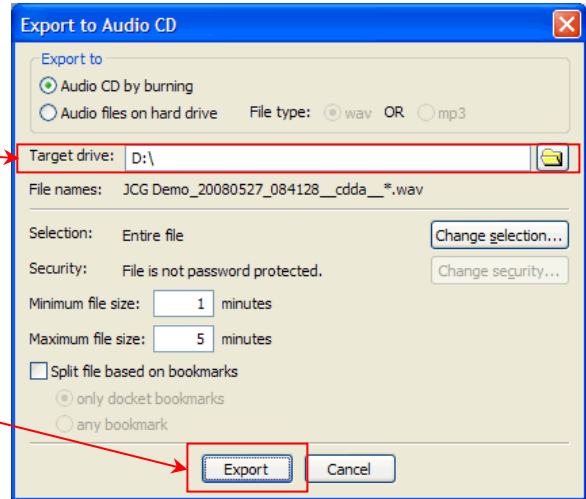 Export to Audio CD
Export to
Audio CD by burning
Audio files on hard drive File type: wav OR mp3
Target drive: D:\
File names: JCG Demo_20080527_084128__cdda__*.wav
Selection: Entire file Change selection...
Security: File is not password protected. Change security...
Minimum file size: 1 minutes
Maximum file size: 5 minutes
Split file based on bookmarks
only docket bookmarks
any bookmark
Export Cancel